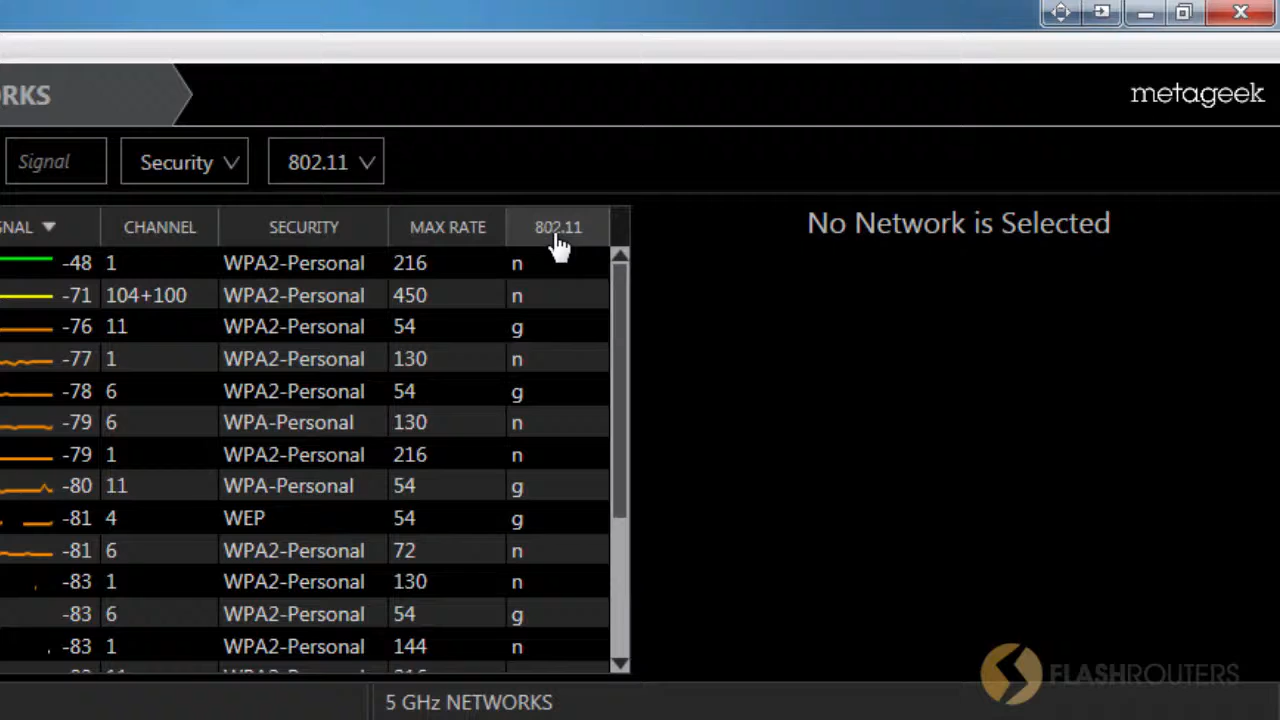 RKS
metageek
Signal Security 802.11
GNAL CHANNEL SECURITY MAX RATE 802.11
No Network is Selected
-48 1 WPA2-Personal 216 n
-71 104+100 WPA2-Personal 450 n
-76 11 WPA2-Personal 54 g
-77 1 WPA2-Personal 130 n
-78 6 WPA2-Personal 54 g
-79 6 WPA-Personal 130 n
-79 1 WPA2-Personal 216 n
-80 11 WPA-Personal 54 g
-81 4 WEP 54 g
-81 6 WPA2-Personal 72 n
-83 1 WPA2-Personal 130 n
-83 6 WPA2-Personal 54 g
-83 1 WPA2-Personal 144 n
FLASHROUTERS
5 GHz NETWORKS